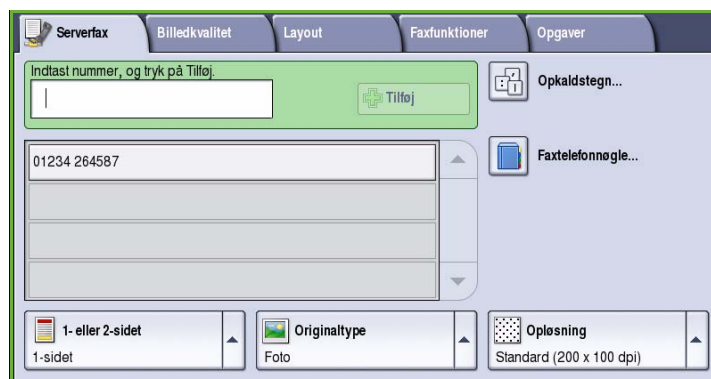 Serverfax
Billedkvalitet
Layout
Faxfunktioner
Opgaver
Indtast nummer, og tryk på Tilføj.
Tilføj
Opkaldstegn...
01234 264587
Faxtelefonnøgle...
1- eller 2-sidet
1-sidet
Originaltype
Foto
Opløsning
Standard (200 x 100 dpi)